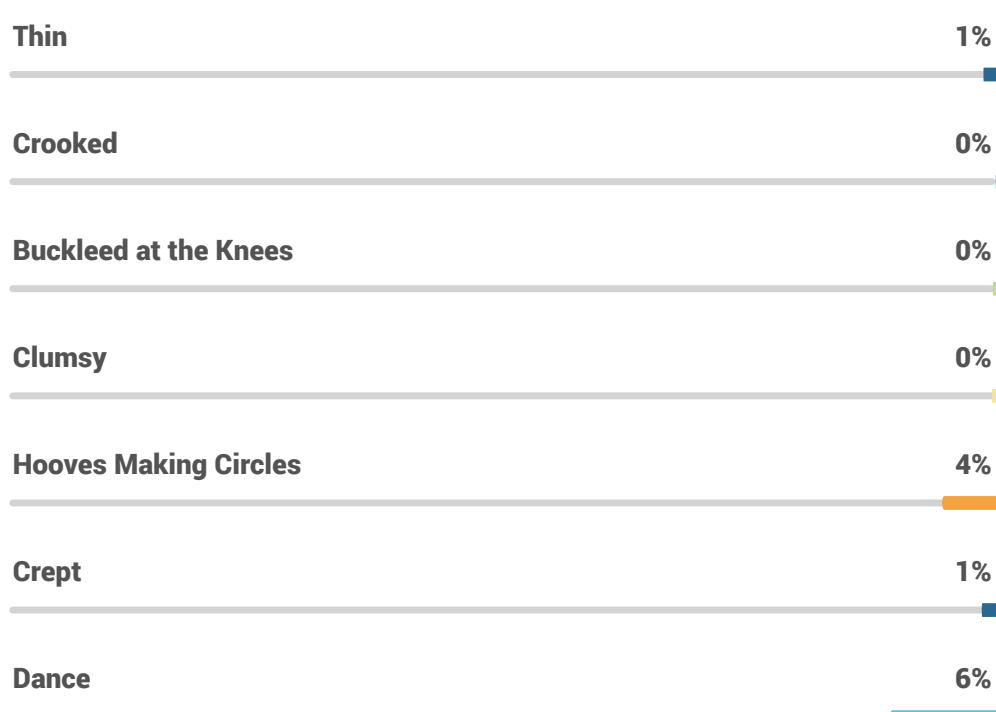 Thin 1%
Crooked 0%
Buckleed at the Knees 0%
Clumsy 0%
Hooves Making Circles 4%
Crept 1%
Dance 6%